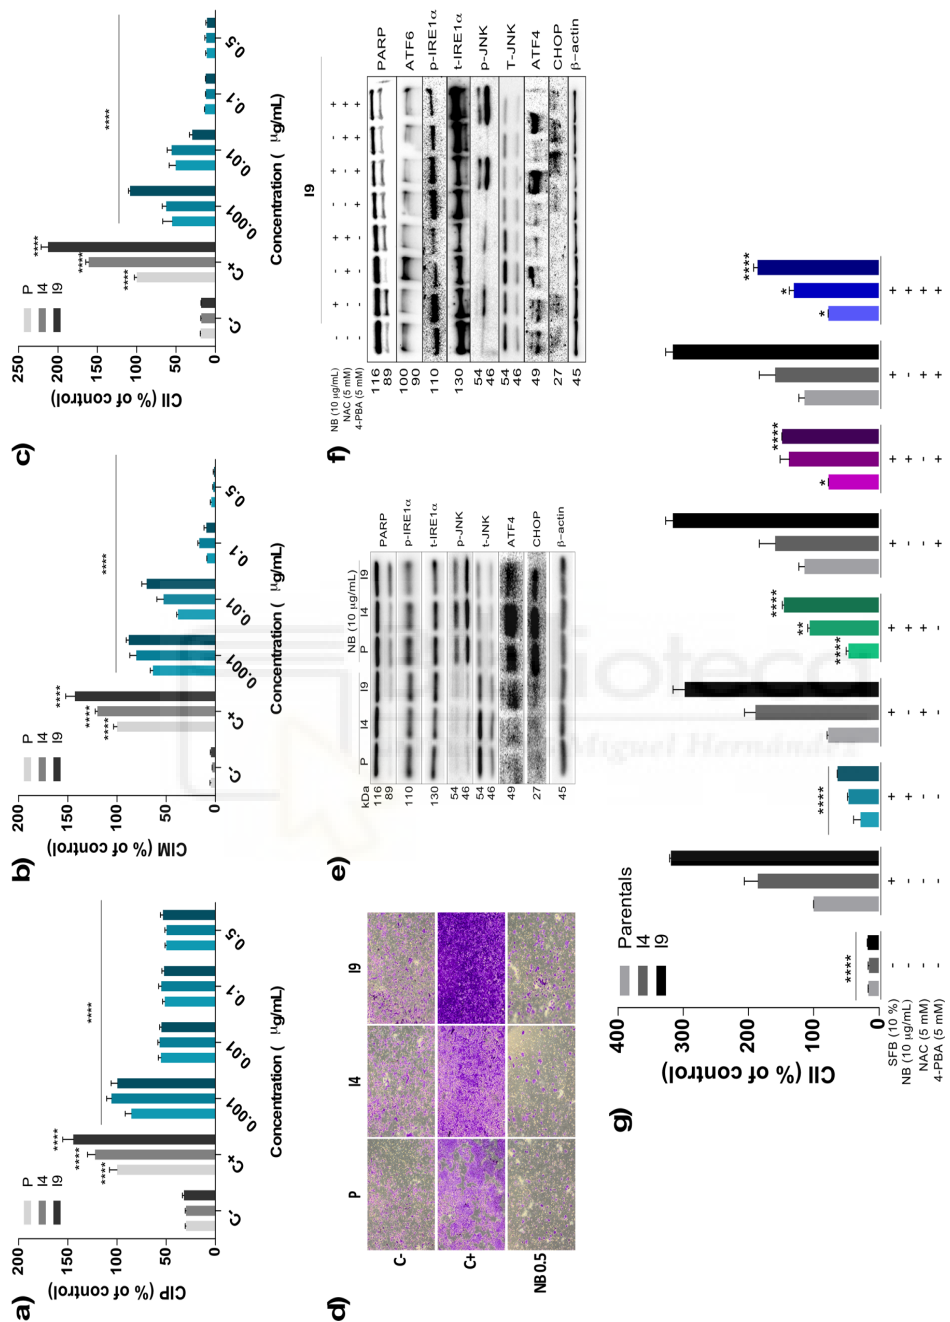 a)
CIP (% of control)
200
150
100
50
0
P
I4
I9
****
****
****
****
C-
C+
0.001
0.01
0.1
0.5
Concentration ( µg/mL)
b)
CIM (% of control)
200
150
100
50
0
P
I4
I9
****
****
****
****
C-
C+
0.001
0.01
0.1
0.5
Concentration ( µg/mL)
c)
CII (% of control)
250
200
150
100
50
0
P
I4
I9
****
****
****
****
C-
C+
0.001
0.01
0.1
0.5
Concentration ( µg/mL)
d)
P I4 I9
C-
C+
NB 0.5
e)
NB (10 µg/mL)
kDa P I4 I9 P I4 I9
116 PARP
89
110 p-IRE1α
130 t-IRE1α
54 p-JNK
46
54 t-JNK
46
49 ATF4
27 CHOP
45 β-actin
f)
I9
NB (10 µg/mL) - + - + - + - +
NAC (5 mM) - - + + - - + +
4-PBA (5 mM) - - - - + + + +
116 PARP
89
100 ATF6
90
110 p-IRE1α
130 t-IRE1α
54 p-JNK
46
54 T-JNK
46
49 ATF4
27 CHOP
45 β-actin
g)
CII (% of control)
400
300
200
100
0
Parentals
I4
I9
****
****
****
**
****
*
****
*
*
****
SFB (10 %) - + + + + + + + +
NB (10 µg/mL) - - + - + - + - +
NAC (5 mM) - - - + + - - + +
4-PBA (5 mM) - - - - - + + + +
Biblioteca
Miguel Hernández